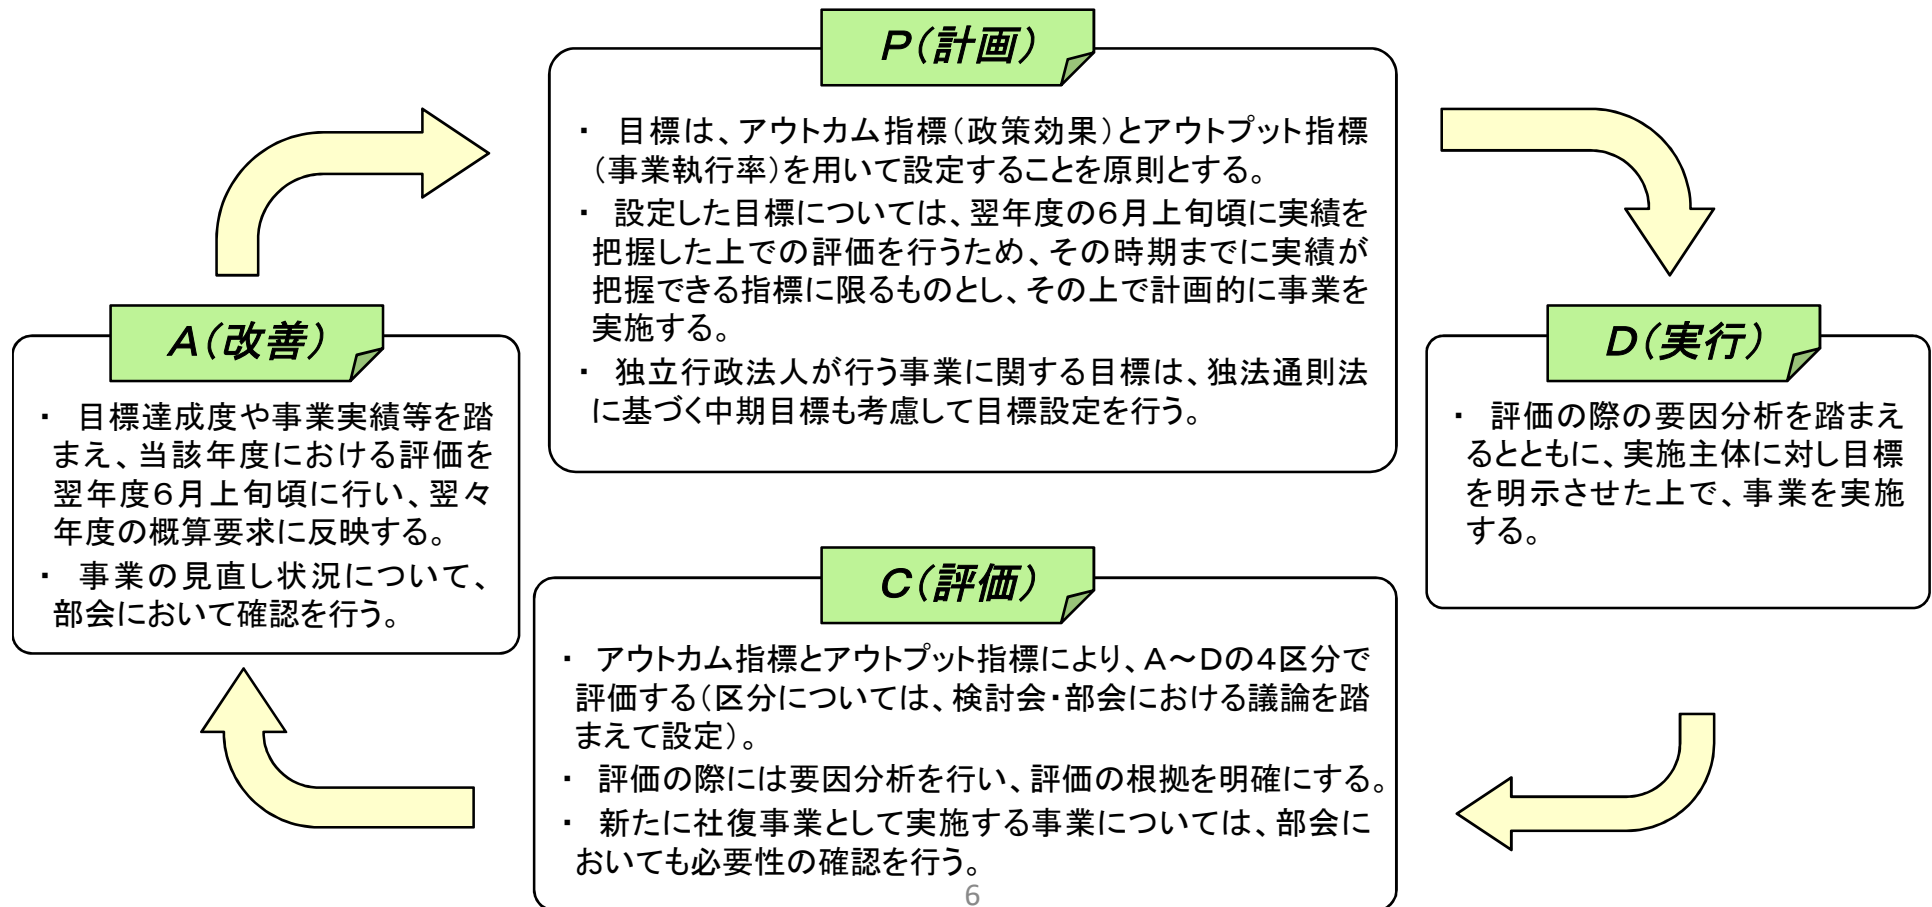 P(計画)
・ 目標は、アウトカム指標(政策効果)とアウトプット指標
(事業執行率)を用いて設定することを原則とする。
・ 設定した目標については、翌年度の6月上旬頃に実績を
把握した上での評価を行うため、その時期までに実績が
把握できる指標に限るものとし、その上で計画的に事業を
実施する。
・ 独立行政法人が行う事業に関する目標は、独法通則法
に基づく中期目標も考慮して目標設定を行う。
D(実行)
・ 評価の際の要因分析を踏まえ
るとともに、実施主体に対し目標
を明示させた上で、事業を実施
する。
C(評価)
・ アウトカム指標とアウトプット指標により、A~Dの4区分で
評価する(区分については、検討会・部会における議論を踏
まえて設定)。
・ 評価の際には要因分析を行い、評価の根拠を明確にする。
・ 新たに社復事業として実施する事業については、部会に
おいても必要性の確認を行う。
A(改善)
・ 目標達成度や事業実績等を踏
まえ、当該年度における評価を
翌年度6月上旬頃に行い、翌々
年度の概算要求に反映する。
・ 事業の見直し状況について、
部会において確認を行う。
6